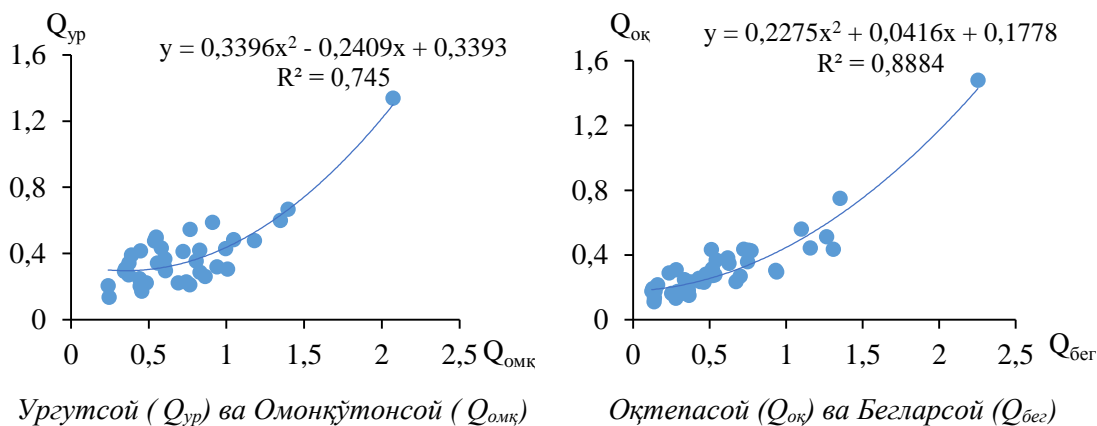 Qур
y = 0,3396x² - 0,2409x + 0,3393
R² = 0,745
1,6
1,2
0,8
0,4
0
0 0,5 1 1,5 2 2,5
Qомқ
Ургутсой ( Qур) ва Омонқўтонсой ( Qомқ)
Qоқ
y = 0,2275x² + 0,0416x + 0,1778
R² = 0,8884
1,6
1,2
0,8
0,4
0
0 0,5 1 1,5 2 2,5
Qбег
Оқтепасой (Qоқ) ва Бегларсой (Qбег)